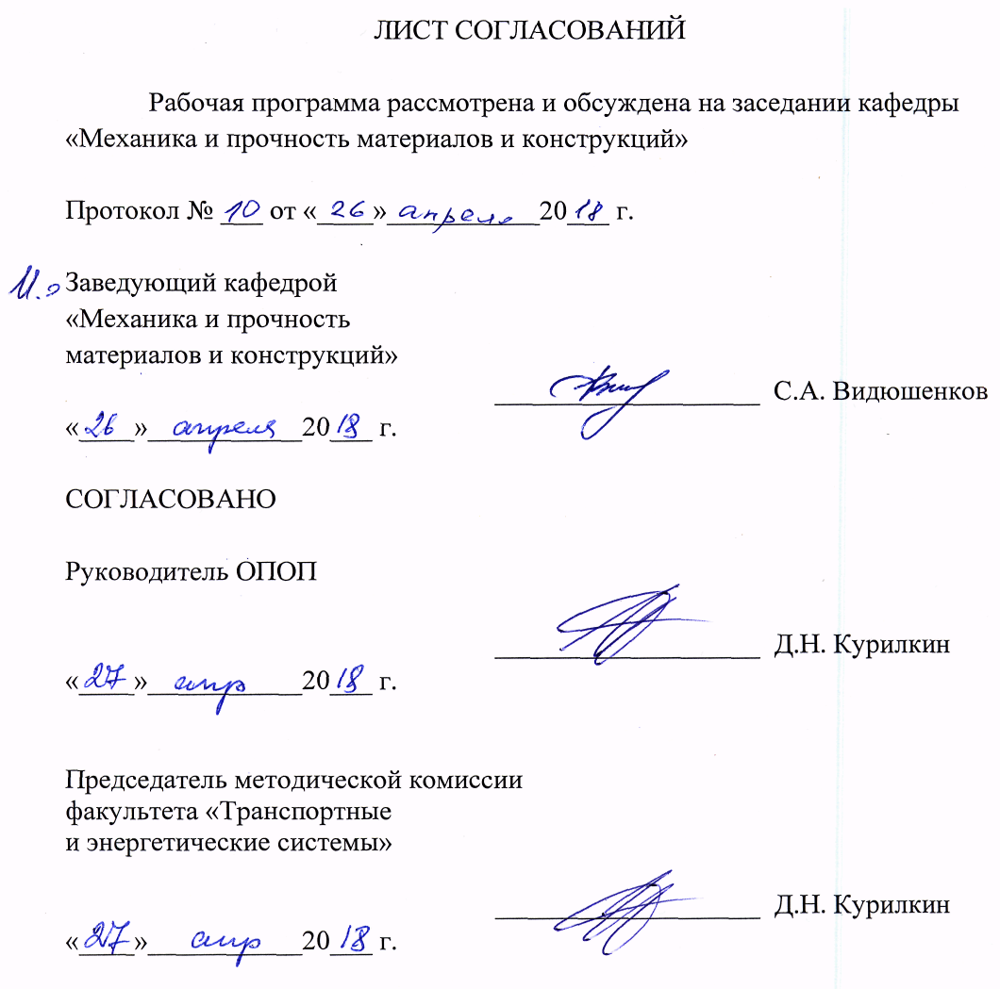 ЛИСТ СОГЛАСОВАНИЙ
Рабочая программа рассмотрена и обсуждена на заседании кафедры
«Механика и прочность материалов и конструкций»
Протокол № 10 от «26» апреля 2018 г.
И.о Заведующий кафедрой
«Механика и прочность
материалов и конструкций»
С.А. Видюшенков
«26» апреля 2018 г.
СОГЛАСОВАНО
Руководитель ОПОП
Д.Н. Курилкин
«27» апр 2018 г.
Председатель методической комиссии
факультета «Транспортные
и энергетические системы»
Д.Н. Курилкин
«27» апр 2018 г.